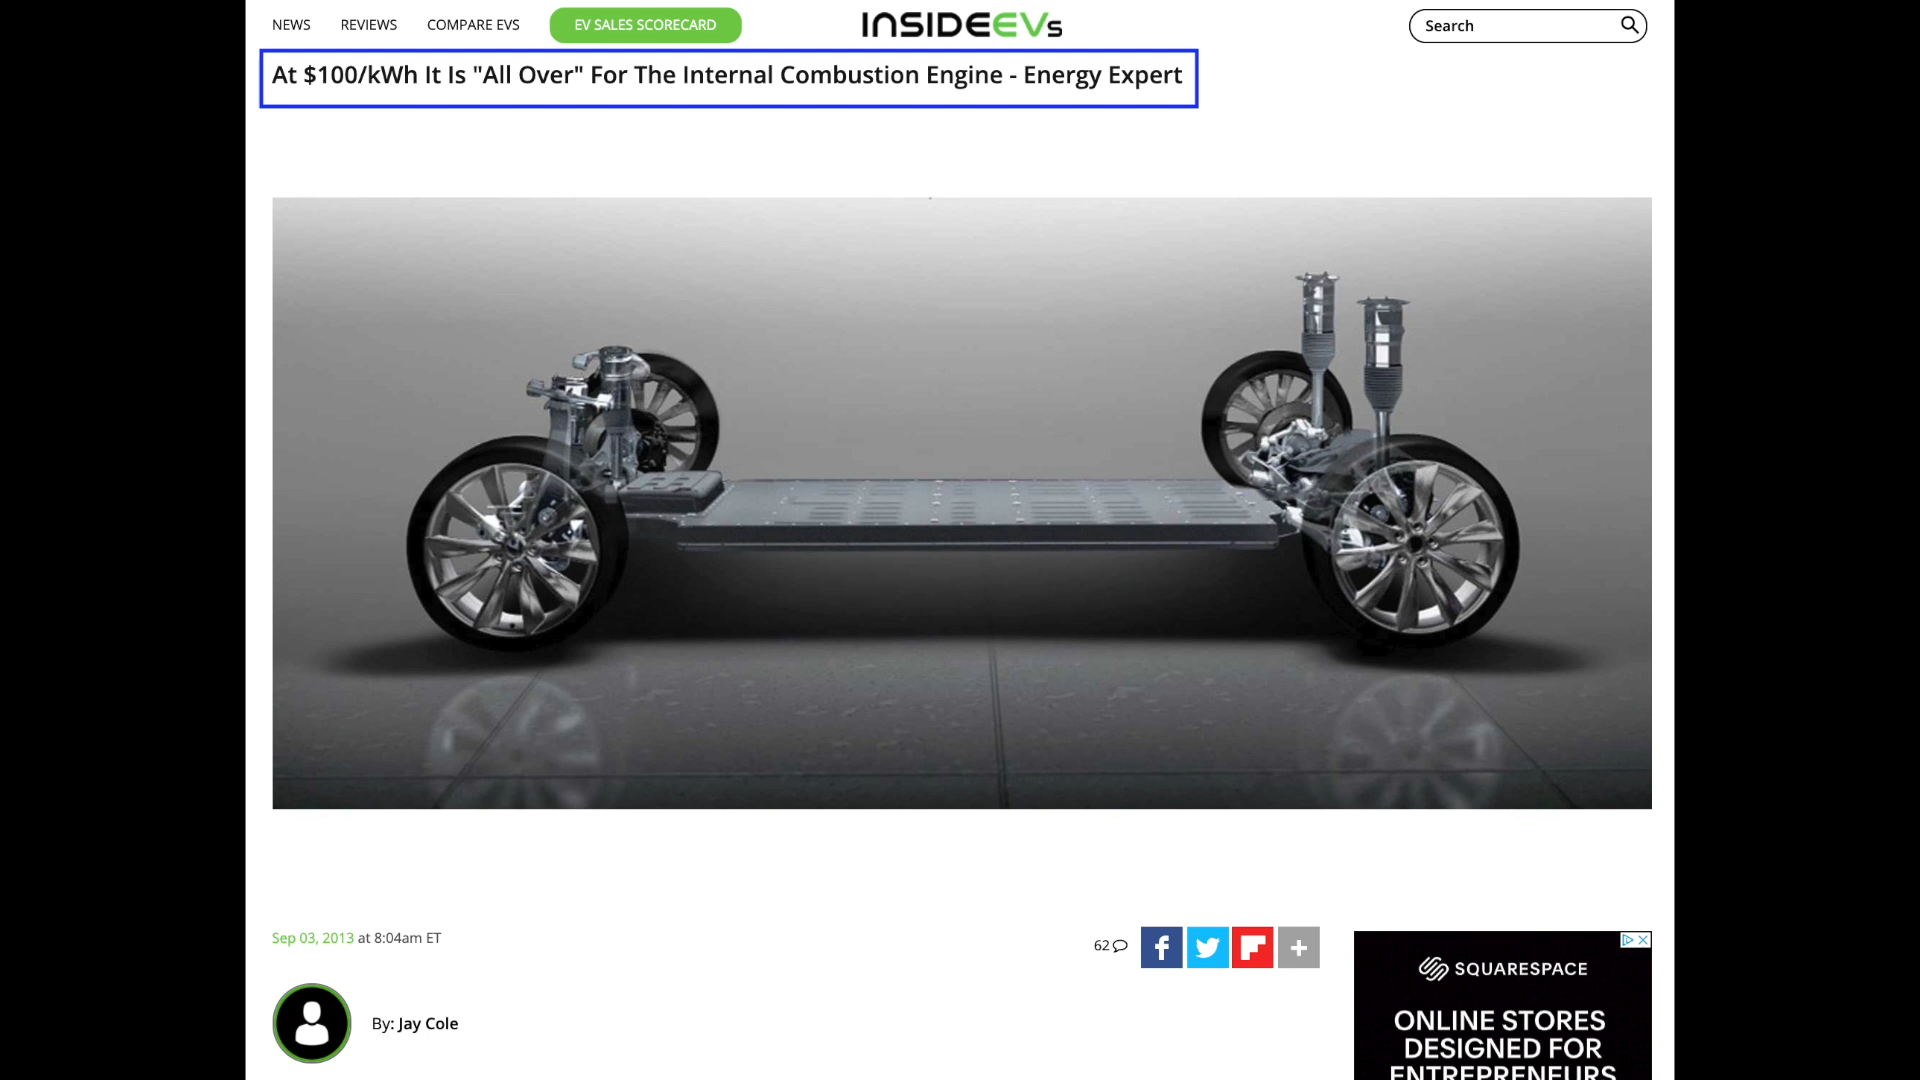 NEWS REVIEWS COMPARE EVS EV SALES SCORECARD INSIDEEVs Search
At $100/kWh It Is "All Over" For The Internal Combustion Engine - Energy Expert
Sep 03, 2013 at 8:04am ET
62
By: Jay Cole
SQUARESPACE
ONLINE STORES
DESIGNED FOR
ENTREPRENEURS